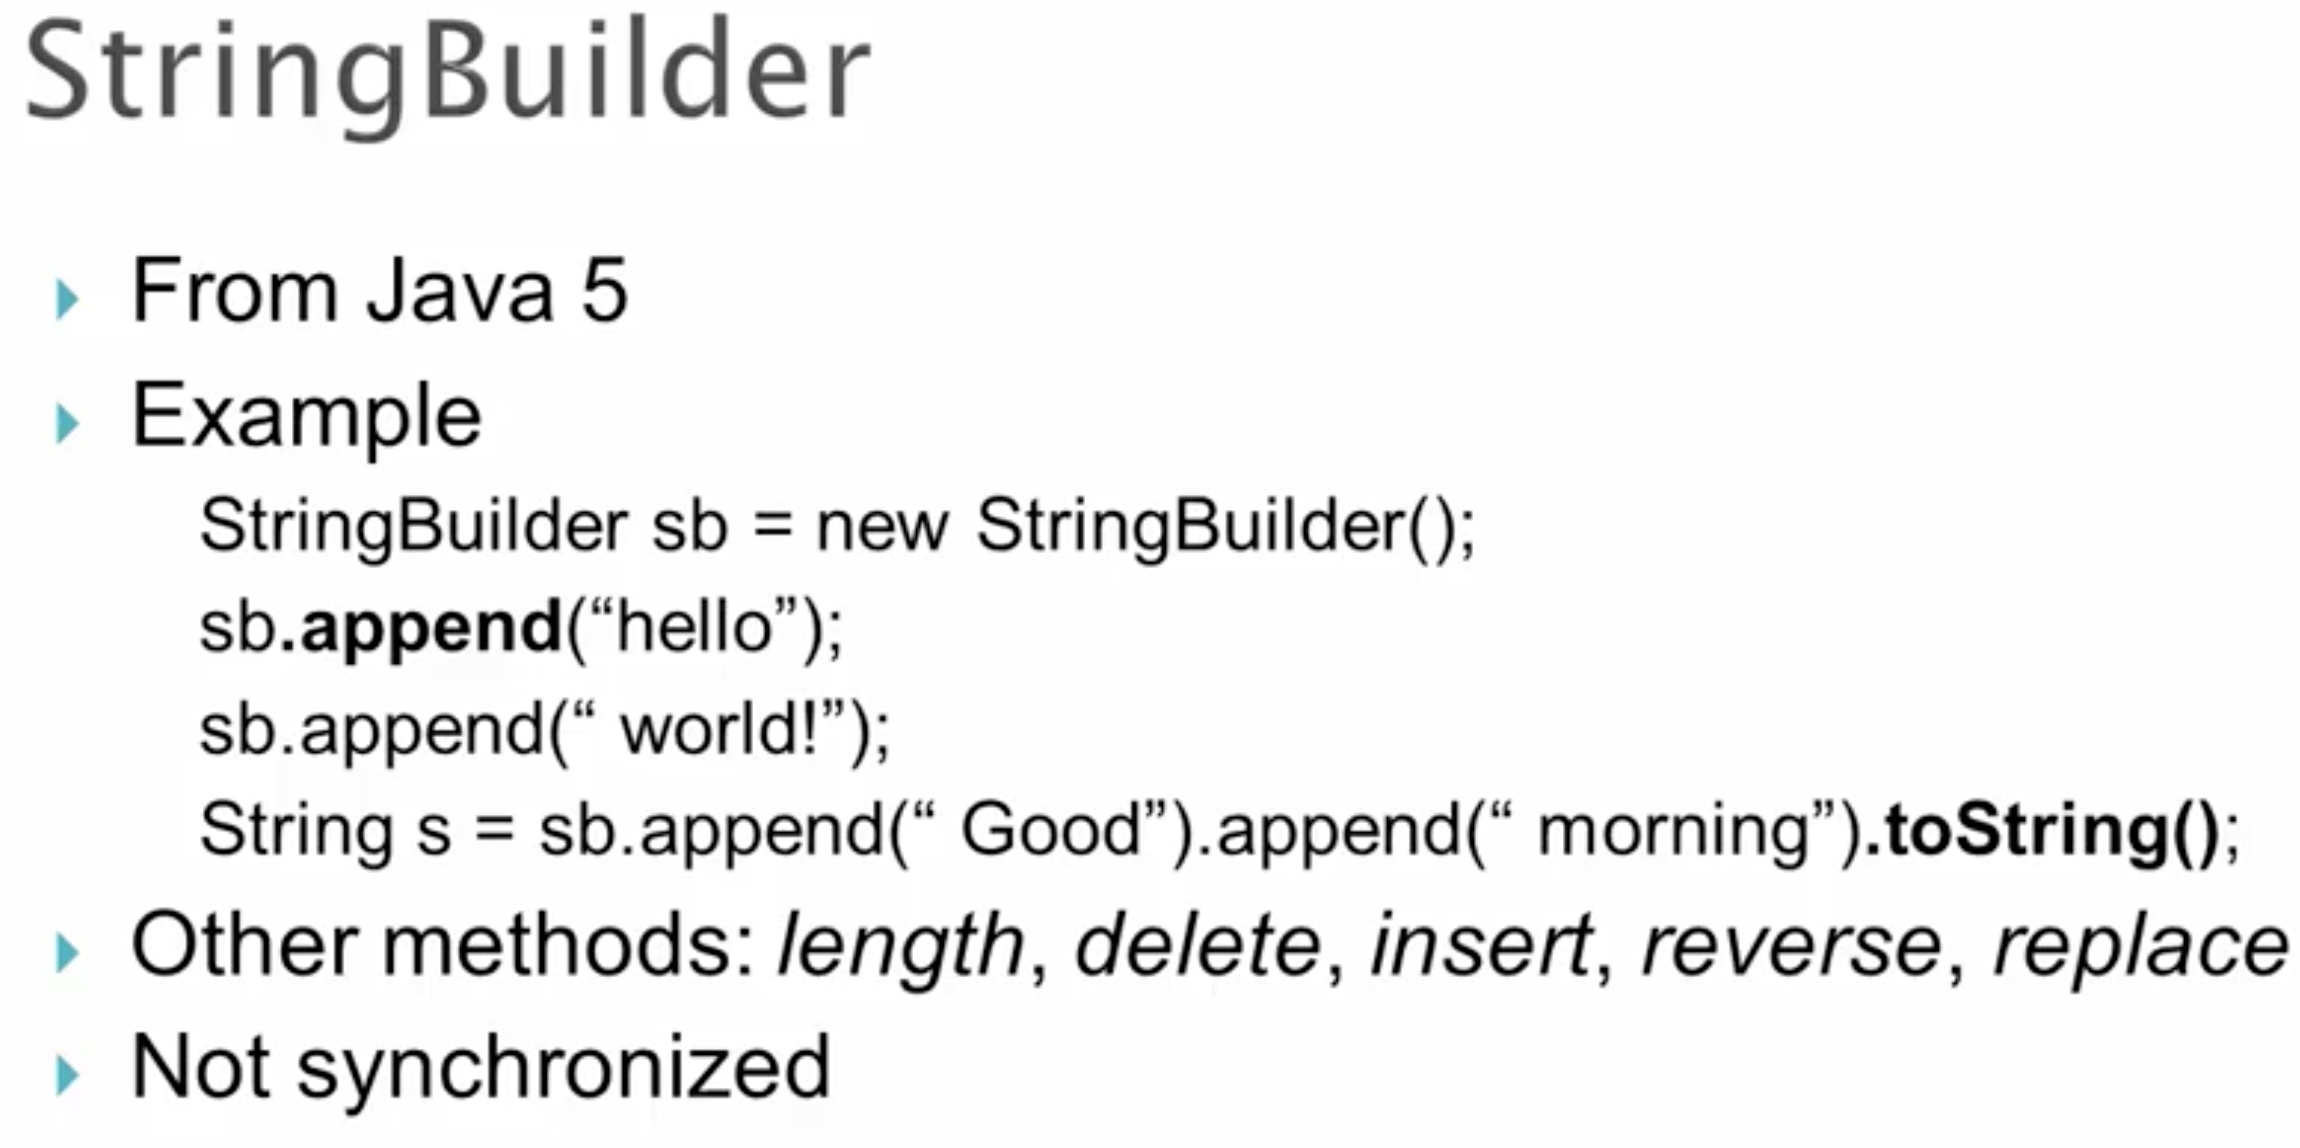 StringBuilder
From Java 5
Example
StringBuilder sb = new StringBuilder();
sb.append(“hello”);
sb.append(“ world!”);
String s = sb.append(“ Good”).append(“ morning”).toString();
Other methods: length, delete, insert, reverse, replace
Not synchronized